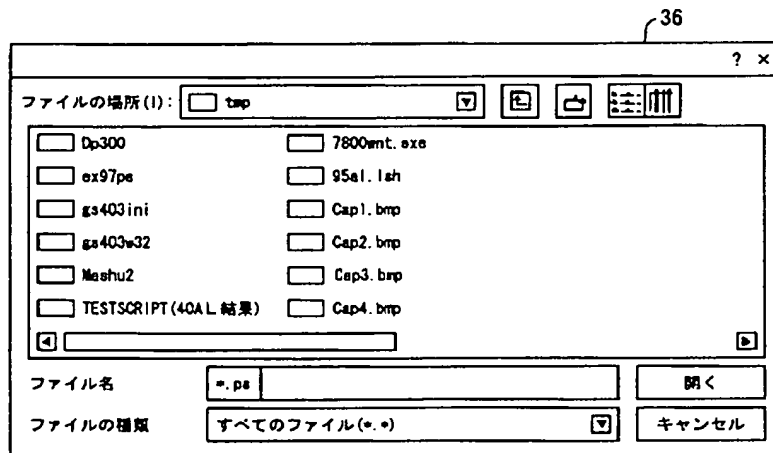 36
? ×
ファイルの場所(I): tmp
Dp300
ex97ps
gs403ini
gs403w32
Mashu2
TESTSCRIPT(40AL結果)
7800wnt.exe
95al.lsh
Cap1.bmp
Cap2.bmp
Cap3.bmp
Cap4.bmp
ファイル名 *.ps 開く
ファイルの種類 すべてのファイル(*.*) キャンセル